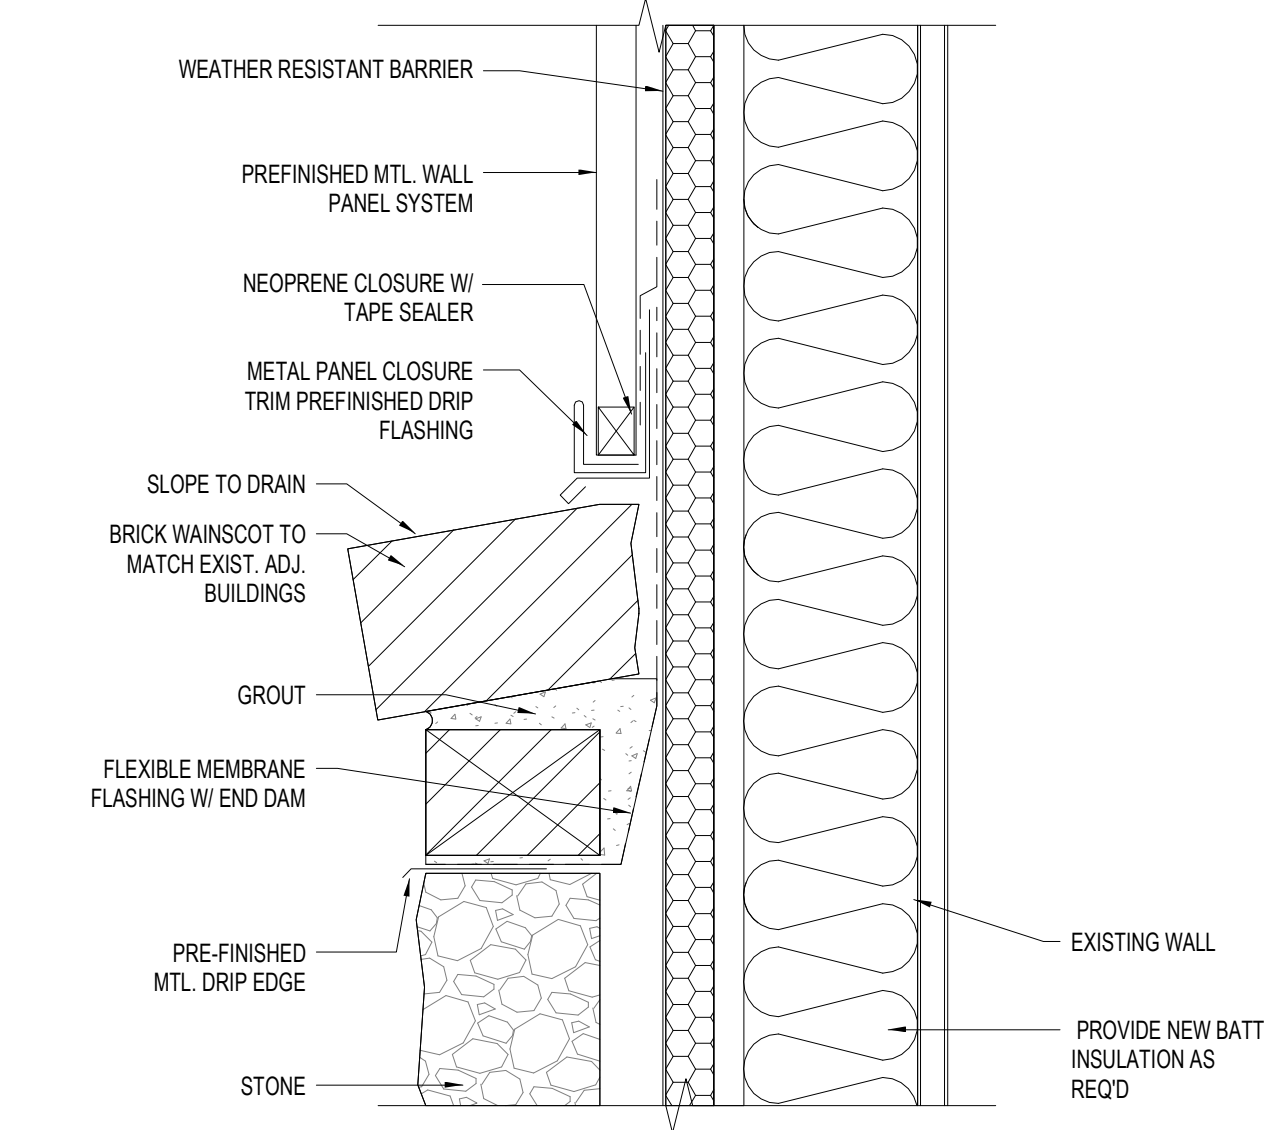 WEATHER RESISTANT BARRIER
PREFINISHED MTL. WALL
PANEL SYSTEM
NEOPRENE CLOSURE W/
TAPE SEALER
METAL PANEL CLOSURE
TRIM PREFINISHED DRIP
FLASHING
SLOPE TO DRAIN
BRICK WAINSCOT TO
MATCH EXIST. ADJ.
BUILDINGS
GROUT
FLEXIBLE MEMBRANE
FLASHING W/ END DAM
PRE-FINISHED
MTL. DRIP EDGE
STONE
EXISTING WALL
PROVIDE NEW BATT
INSULATION AS
REQ'D